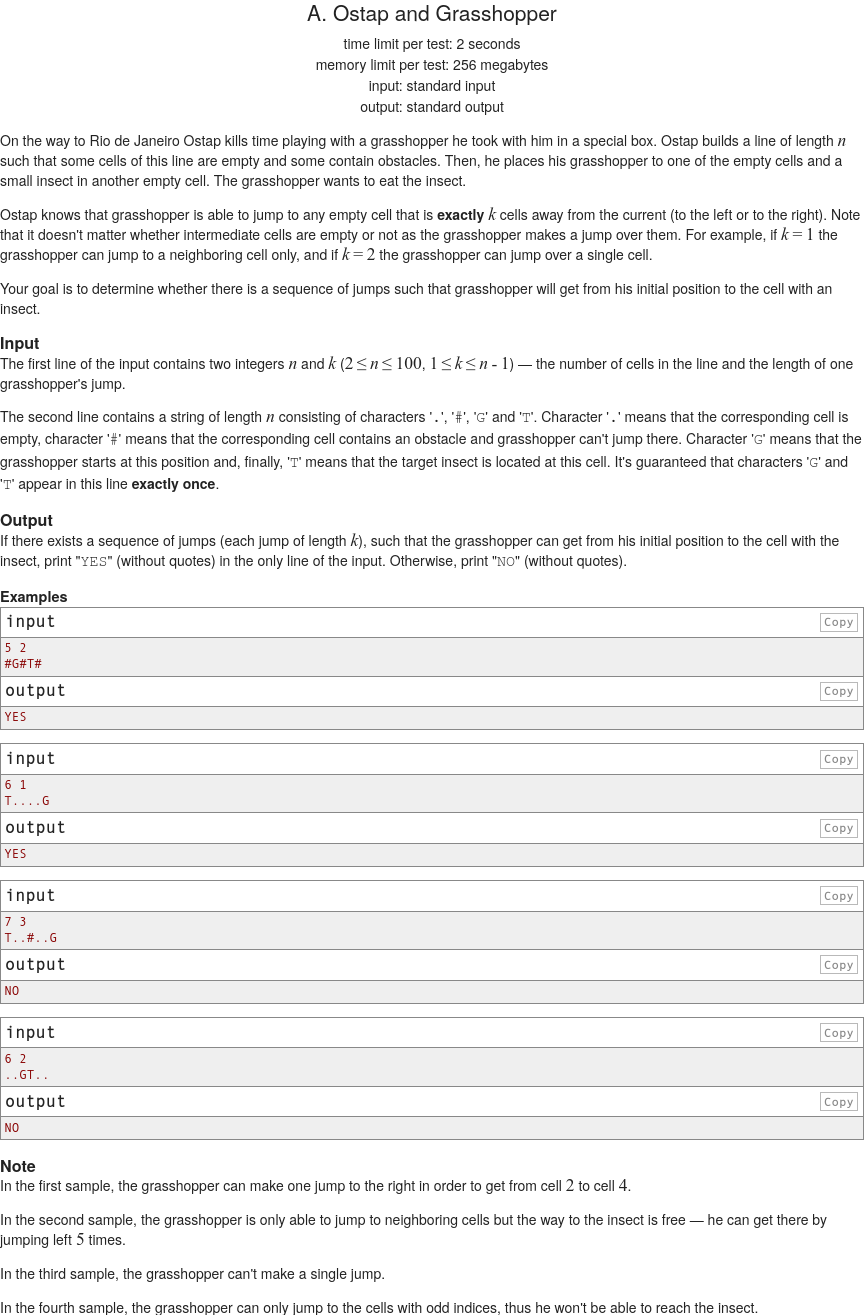 A. Ostap and Grasshopper
time limit per test: 2 seconds
memory limit per test: 256 megabytes
input: standard input
output: standard output
On the way to Rio de Janeiro Ostap kills time playing with a grasshopper he took with him in a special box. Ostap builds a line of length n
such that some cells of this line are empty and some contain obstacles. Then, he places his grasshopper to one of the empty cells and a
small insect in another empty cell. The grasshopper wants to eat the insect.
Ostap knows that grasshopper is able to jump to any empty cell that is exactly k cells away from the current (to the left or to the right). Note
that it doesn't matter whether intermediate cells are empty or not as the grasshopper makes a jump over them. For example, if k = 1 the
grasshopper can jump to a neighboring cell only, and if k = 2 the grasshopper can jump over a single cell.
Your goal is to determine whether there is a sequence of jumps such that grasshopper will get from his initial position to the cell with an
insect.
Input
The first line of the input contains two integers n and k (2 ≤ n ≤ 100, 1 ≤ k ≤ n - 1) — the number of cells in the line and the length of one
grasshopper's jump.
The second line contains a string of length n consisting of characters '.', '#', 'G' and 'T'. Character '.' means that the corresponding cell is
empty, character '#' means that the corresponding cell contains an obstacle and grasshopper can't jump there. Character 'G' means that the
grasshopper starts at this position and, finally, 'T' means that the target insect is located at this cell. It's guaranteed that characters 'G' and
'T' appear in this line exactly once.
Output
If there exists a sequence of jumps (each jump of length k), such that the grasshopper can get from his initial position to the cell with the
insect, print "YES" (without quotes) in the only line of the input. Otherwise, print "NO" (without quotes).
Examples
input Copy
5 2
#G#T#
output Copy
YES
input Copy
6 1
T....G
output Copy
YES
input Copy
7 3
T..#..G
output Copy
NO
input Copy
6 2
..GT..
output Copy
NO
Note
In the first sample, the grasshopper can make one jump to the right in order to get from cell 2 to cell 4.
In the second sample, the grasshopper is only able to jump to neighboring cells but the way to the insect is free — he can get there by
jumping left 5 times.
In the third sample, the grasshopper can't make a single jump.
In the fourth sample, the grasshopper can only jump to the cells with odd indices, thus he won't be able to reach the insect.